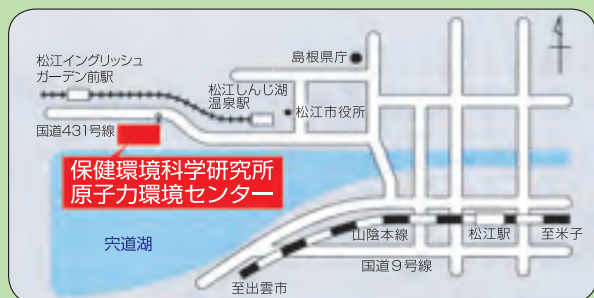 島根県庁
松江イングリッシュ
ガーデン前駅
松江しんじ湖
温泉駅
松江市役所
国道431号線
保健環境科学研究所
原子力環境センター
宍道湖
山陰本線
松江駅
至米子
国道9号線
至出雲市